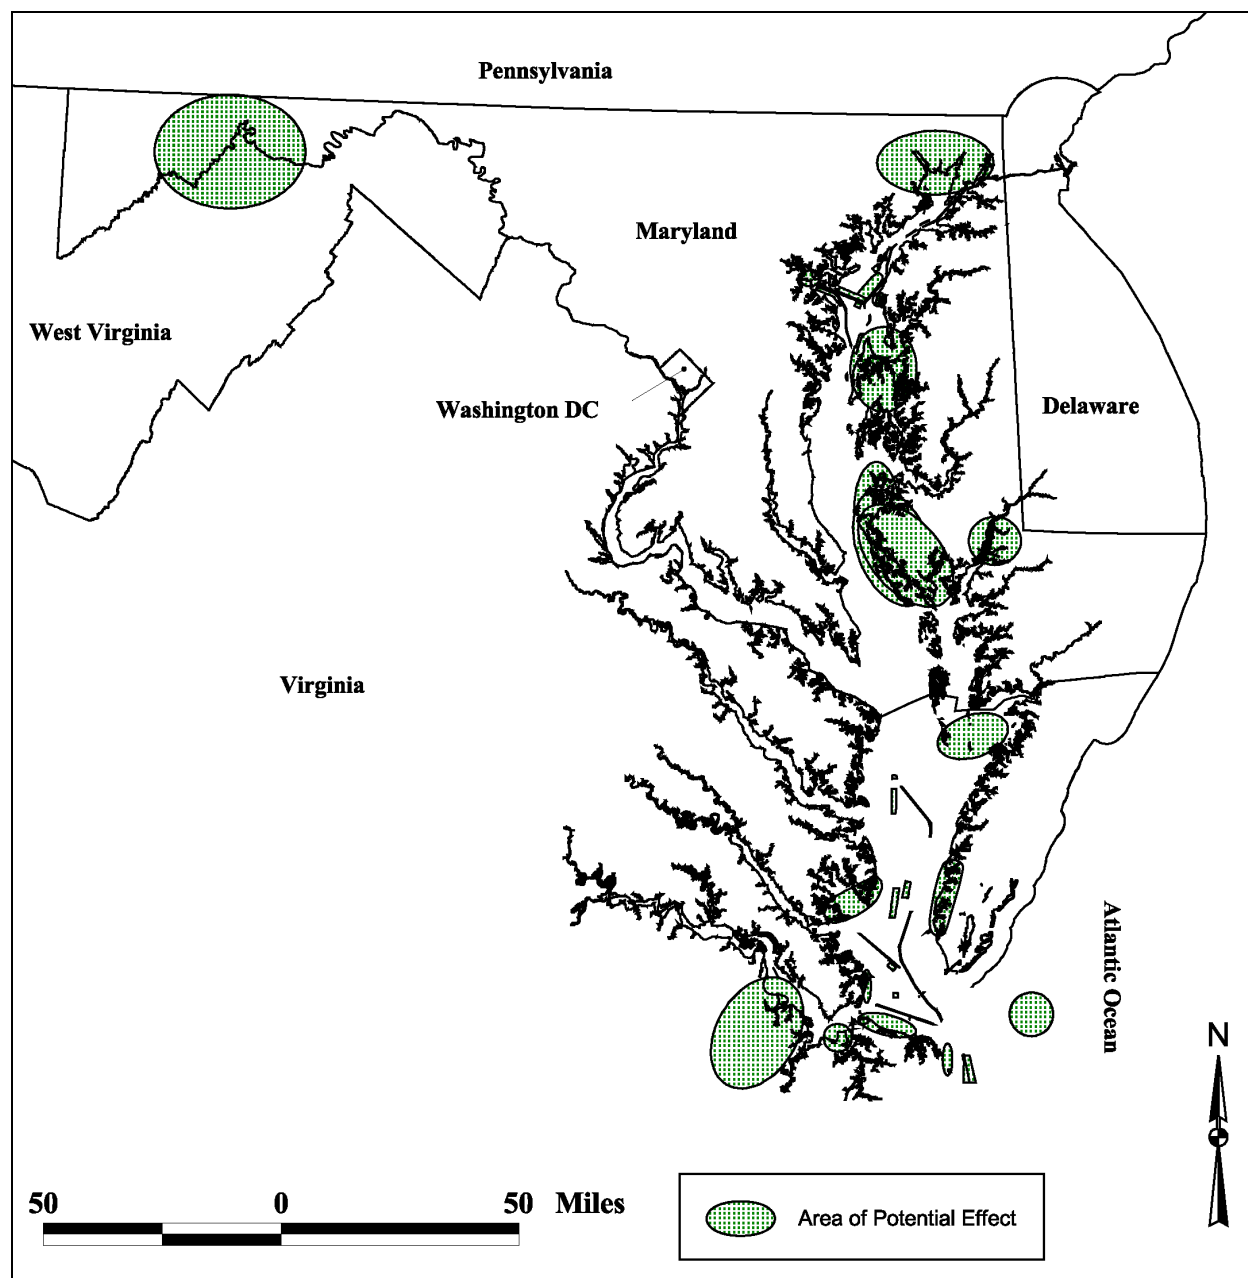 Pennsylvania
Maryland
West Virginia
Washington DC
Delaware
Virginia
Atlantic Ocean
N
50 0 50 Miles
Area of Potential Effect